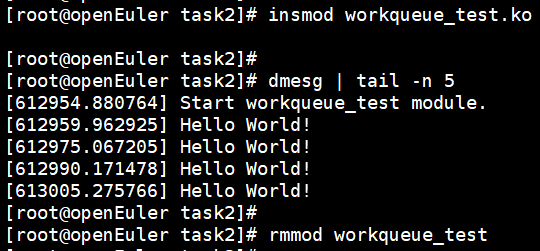 [root@openEuler task2]# insmod workqueue_test.ko
[root@openEuler task2]#
[root@openEuler task2]# dmesg | tail -n 5
[612954.880764] Start workqueue_test module.
[612959.962925] Hello World!
[612975.067205] Hello World!
[612990.171478] Hello World!
[613005.275766] Hello World!
[root@openEuler task2]#
[root@openEuler task2]# rmmod workqueue_test